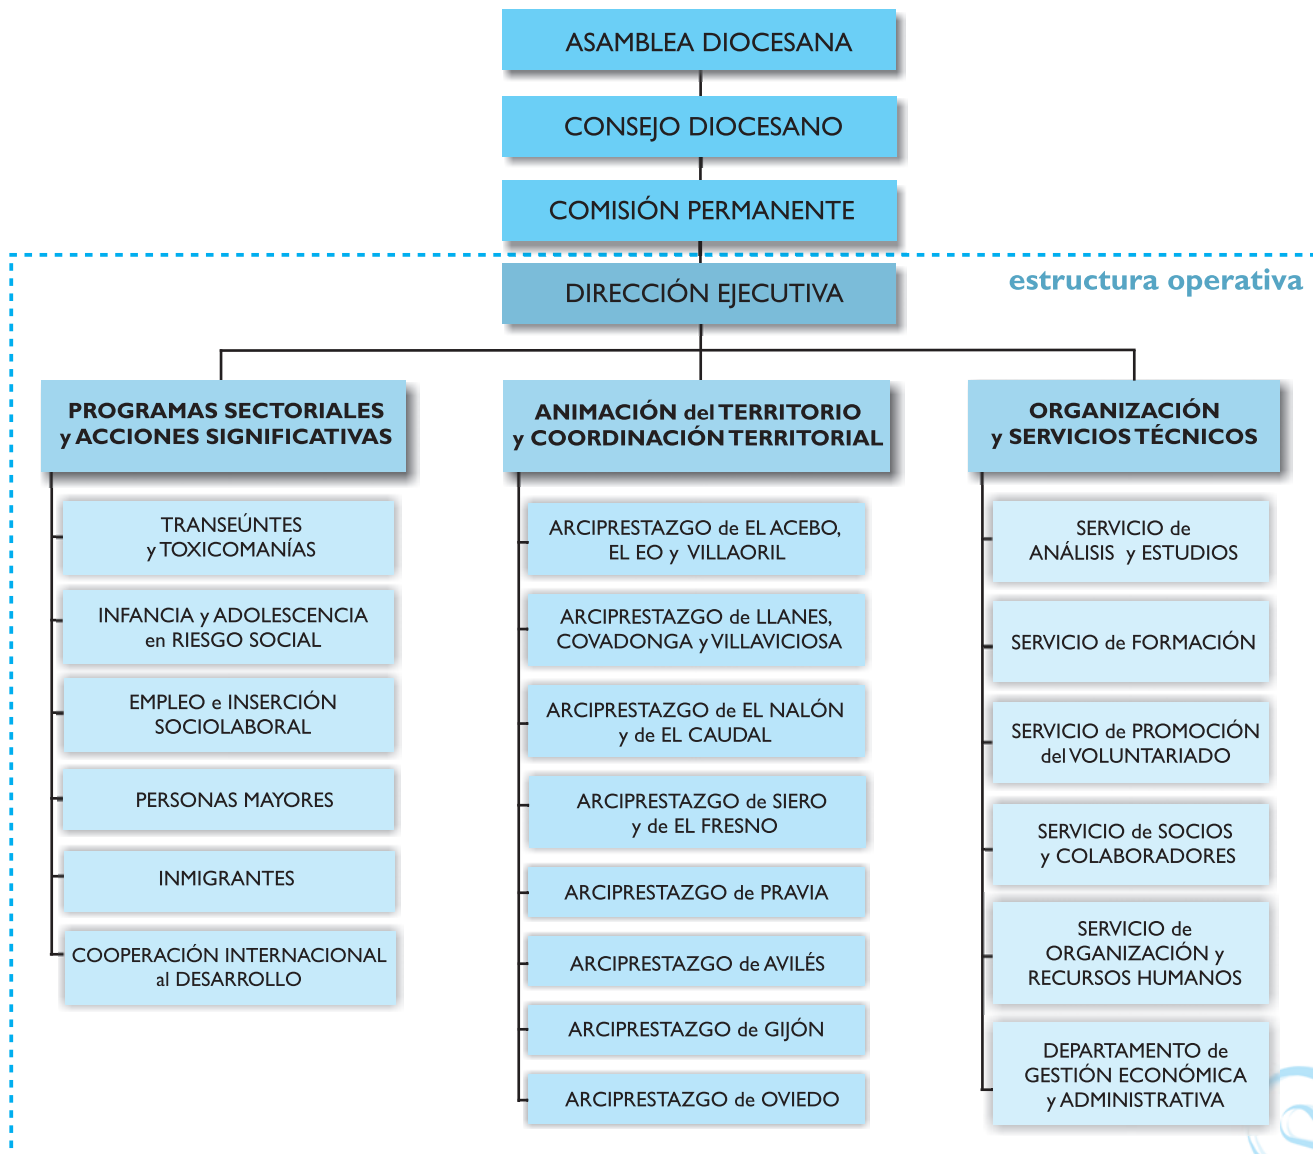 ASAMBLEA DIOCESANA
CONSEJO DIOCESANO
COMISIÓN PERMANENTE
estructura operativa
DIRECCIÓN EJECUTIVA
PROGRAMAS SECTORIALES
y ACCIONES SIGNIFICATIVAS
TRANSEÚNTES
y TOXICOMANÍAS
INFANCIA y ADOLESCENCIA
en RIESGO SOCIAL
EMPLEO e INSERCIÓN
SOCIOLABORAL
PERSONAS MAYORES
INMIGRANTES
COOPERACIÓN INTERNACIONAL
al DESARROLLO
ANIMACIÓN del TERRITORIO
y COORDINACIÓN TERRITORIAL
ARCIPRESTAZGO de EL ACEBO,
EL EO y VILLAORIL
ARCIPRESTAZGO de LLANES,
COVADONGA y VILLAVICIOSA
ARCIPRESTAZGO de EL NALÓN
y de EL CAUDAL
ARCIPRESTAZGO de SIERO
y de EL FRESNO
ARCIPRESTAZGO de PRAVIA
ARCIPRESTAZGO de AVILÉS
ARCIPRESTAZGO de GIJÓN
ARCIPRESTAZGO de OVIEDO
ORGANIZACIÓN
y SERVICIOS TÉCNICOS
SERVICIO de
ANÁLISIS y ESTUDIOS
SERVICIO de FORMACIÓN
SERVICIO de PROMOCIÓN
del VOLUNTARIADO
SERVICIO de SOCIOS
y COLABORADORES
SERVICIO de
ORGANIZACIÓN y
RECURSOS HUMANOS
DEPARTAMENTO de
GESTIÓN ECONÓMICA
y ADMINISTRATIVA